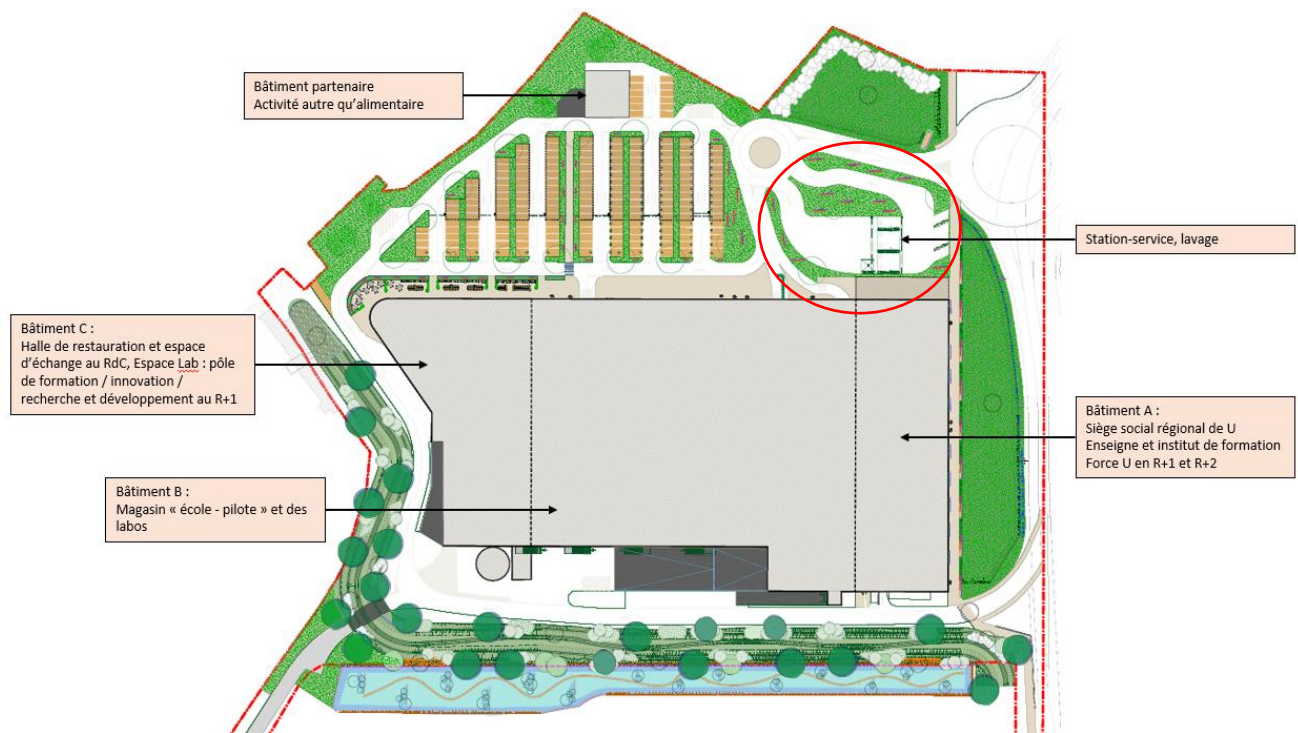 Bâtiment partenaire
Activité autre qu'alimentaire
Station-service, lavage
Bâtiment C :
Halle de restauration et espace
d'échange au RdC, Espace Lab : pôle
de formation / innovation /
recherche et développement au R+1
Bâtiment A :
Siège social régional de U
Enseigne et institut de formation
Force U en R+1 et R+2
Bâtiment B :
Magasin « école - pilote » et des
labos